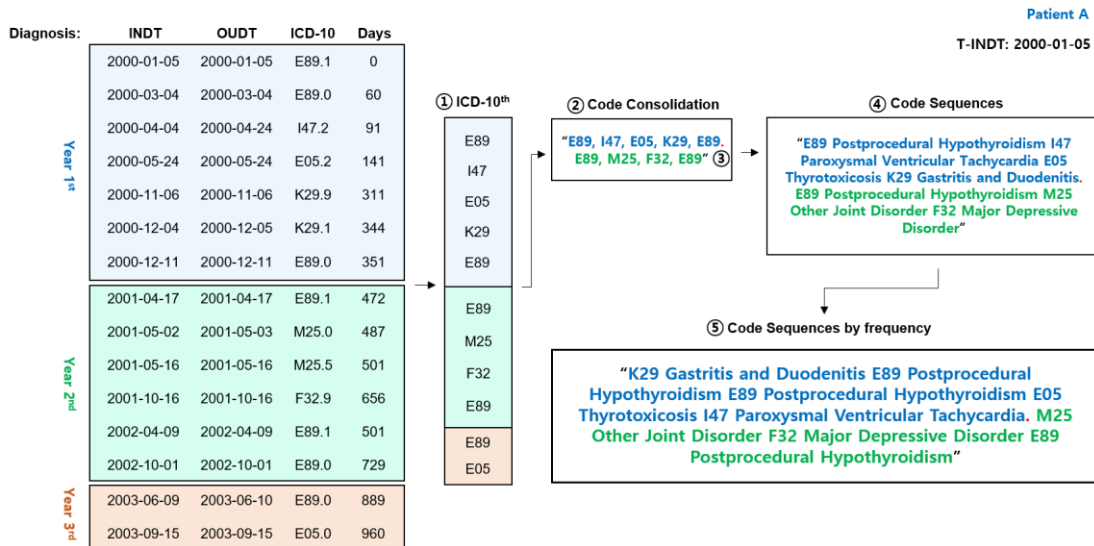 Patient A
T-INDT: 2000-01-05
Diagnosis: INDT OUDT ICD-10 Days
Year 1st
2000-01-05 2000-01-05 E89.1 0
2000-03-04 2000-03-04 E89.0 60
2000-04-04 2000-04-24 I47.2 91
2000-05-24 2000-05-24 E05.2 141
2000-11-06 2000-11-06 K29.9 311
2000-12-04 2000-12-05 K29.1 344
2000-12-11 2000-12-11 E89.0 351
Year 2nd
2001-04-17 2001-04-17 E89.1 472
2001-05-02 2001-05-03 M25.0 487
2001-05-16 2001-05-16 M25.5 501
2001-10-16 2001-10-16 F32.9 656
2002-04-09 2002-04-09 E89.1 501
2002-10-01 2002-10-01 E89.0 729
Year 3rd
2003-06-09 2003-06-10 E89.0 889
2003-09-15 2003-09-15 E05.0 960
① ICD-10th
E89
I47
E05
K29
E89
E89
M25
F32
E89
E89
E05
② Code Consolidation
“E89, I47, E05, K29, E89.
E89, M25, F32, E89” ③
④ Code Sequences
“E89 Postprocedural Hypothyroidism I47
Paroxysmal Ventricular Tachycardia E05
Thyrotoxicosis K29 Gastritis and Duodenitis.
E89 Postprocedural Hypothyroidism M25
Other Joint Disorder F32 Major Depressive
Disorder”
⑤ Code Sequences by frequency
“K29 Gastritis and Duodenitis E89 Postprocedural
Hypothyroidism E89 Postprocedural Hypothyroidism E05
Thyrotoxicosis I47 Paroxysmal Ventricular Tachycardia. M25
Other Joint Disorder F32 Major Depressive Disorder E89
Postprocedural Hypothyroidism”